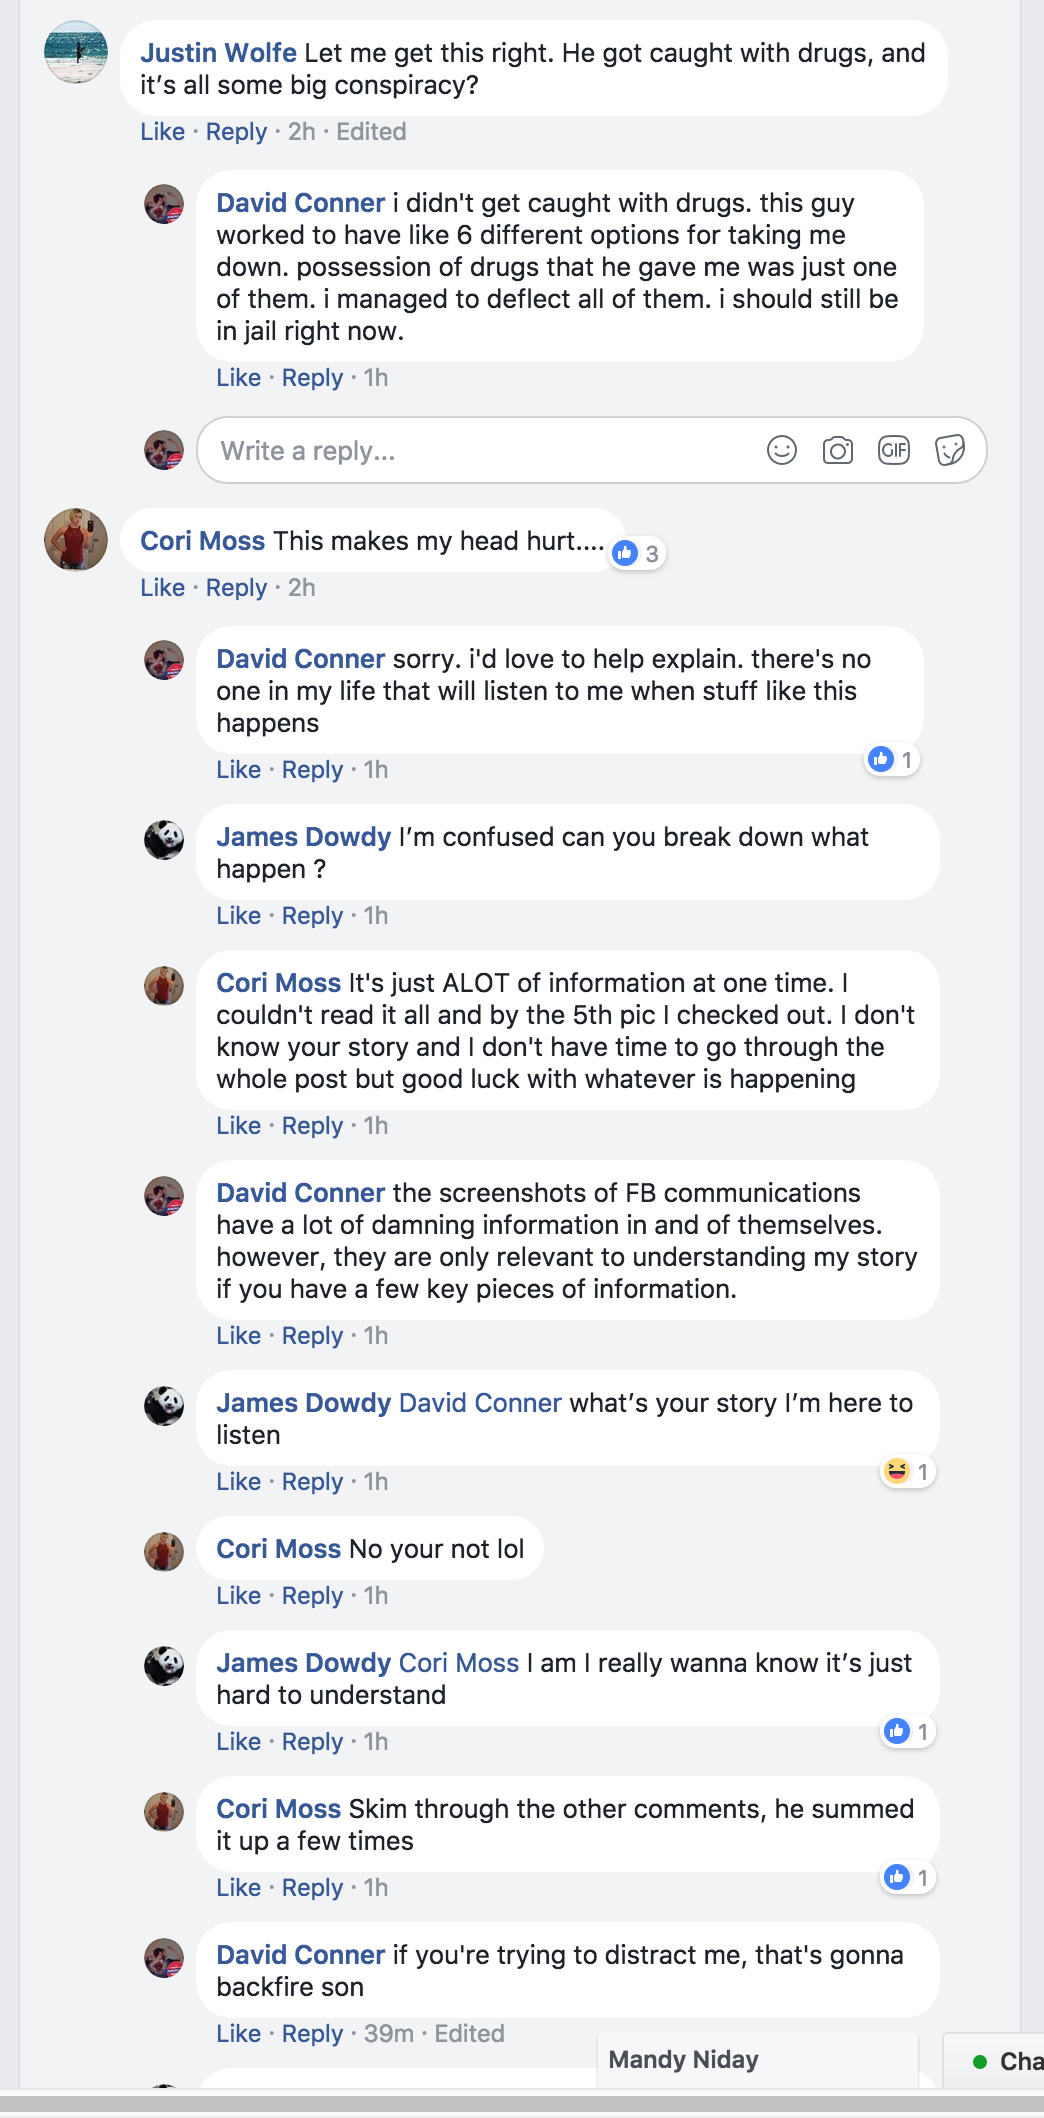 Justin Wolfe Let me get this right. He got caught with drugs, and
it’s all some big conspiracy?
Like · Reply · 2h · Edited
David Conner i didn't get caught with drugs. this guy
worked to have like 6 different options for taking me
down. possession of drugs that he gave me was just one
of them. i managed to deflect all of them. i should still be
in jail right now.
Like · Reply · 1h
Write a reply...
GIF
Cori Moss This makes my head hurt....
3
Like · Reply · 2h
David Conner sorry. i'd love to help explain. there's no
one in my life that will listen to me when stuff like this
happens
1
Like · Reply · 1h
James Dowdy I’m confused can you break down what
happen ?
Like · Reply · 1h
Cori Moss It's just ALOT of information at one time. I
couldn't read it all and by the 5th pic I checked out. I don't
know your story and I don't have time to go through the
whole post but good luck with whatever is happening
Like · Reply · 1h
David Conner the screenshots of FB communications
have a lot of damning information in and of themselves.
however, they are only relevant to understanding my story
if you have a few key pieces of information.
Like · Reply · 1h
James Dowdy David Conner what’s your story I’m here to
listen
1
Like · Reply · 1h
Cori Moss No your not lol
Like · Reply · 1h
James Dowdy Cori Moss I am I really wanna know it’s just
hard to understand
1
Like · Reply · 1h
Cori Moss Skim through the other comments, he summed
it up a few times
1
Like · Reply · 1h
David Conner if you're trying to distract me, that's gonna
backfire son
Like · Reply · 39m · Edited
Mandy Niday
Cha